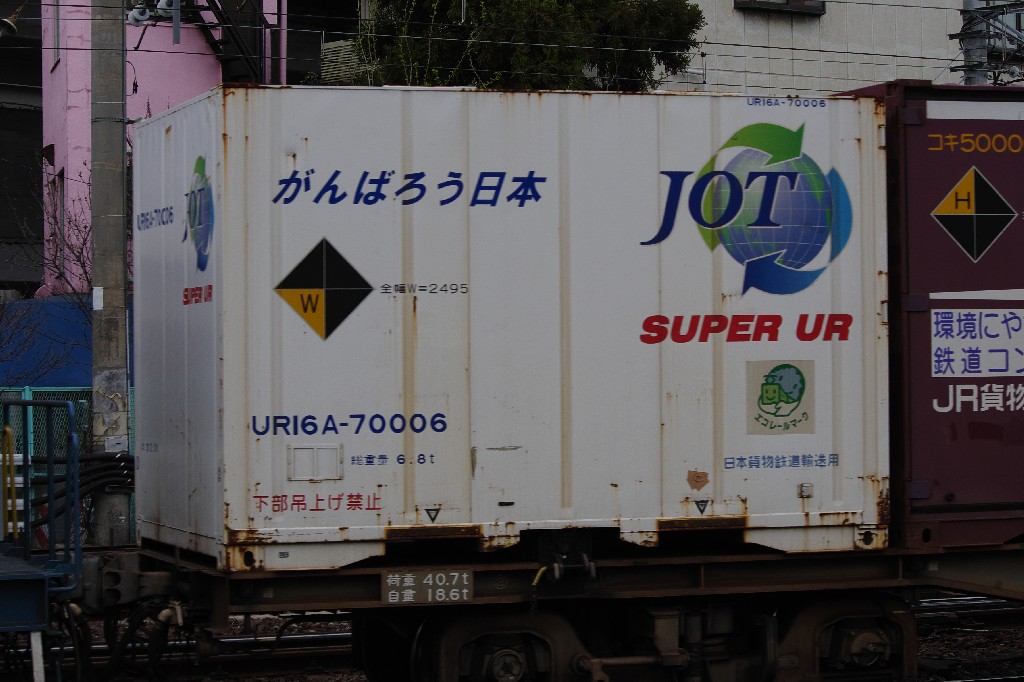 UR16A-70006
がんばろう日本
JOT
UR16A-70006
JOT
SUPER UR
W
全幅W=2495
SUPER UR
エコレールマーク
UR16A-70006
総重量 6.8t
日本貨物鉄道輸送用
下部吊上げ禁止
荷重 40.7t
自重 18.6t
コキ5000
H
環境にや
鉄道コン
JR貨物